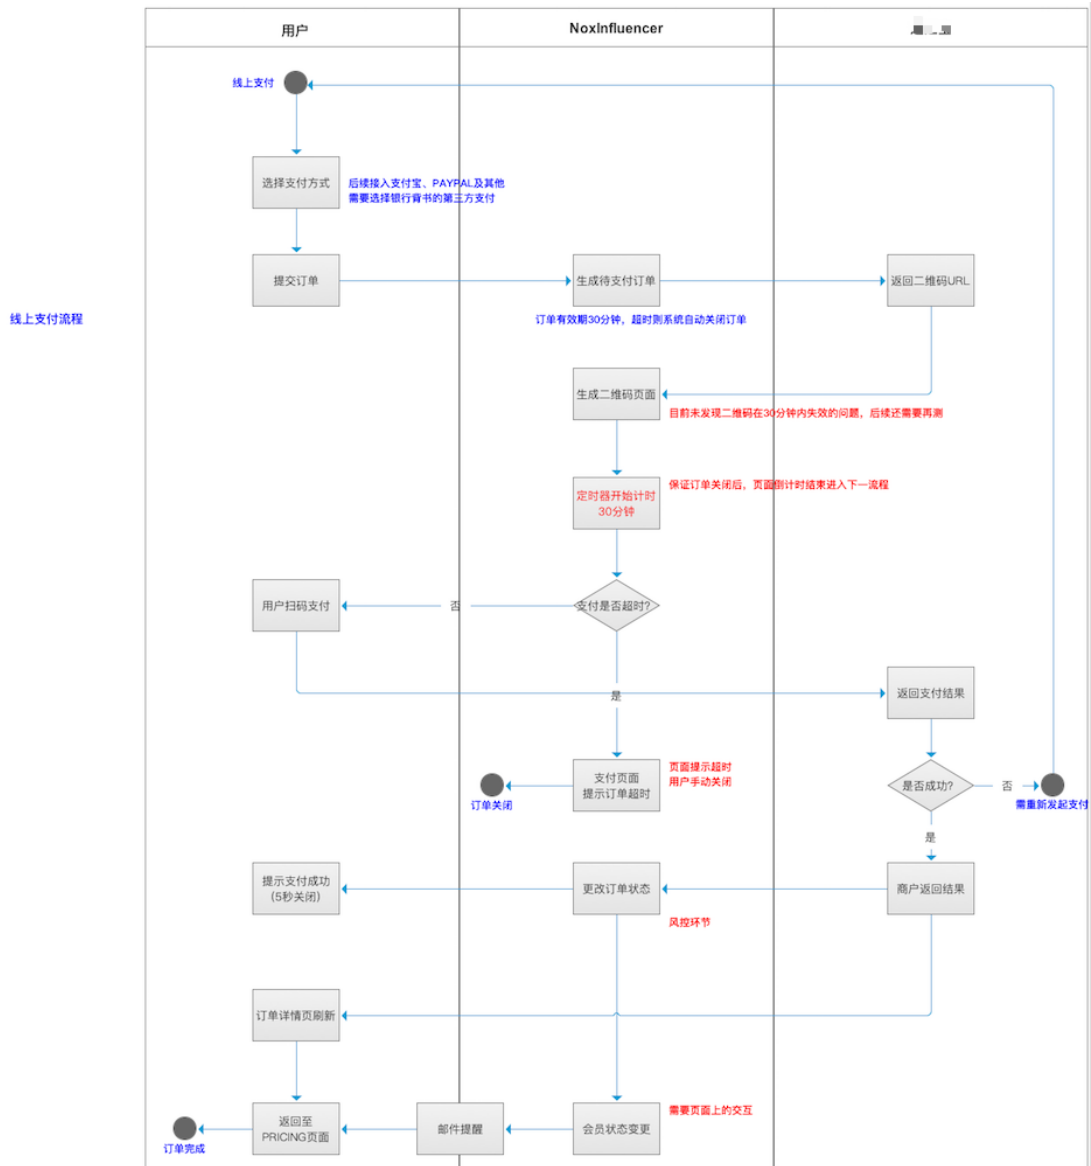 用户
NoxInfluencer
线上支付
选择支付方式
后续接入支付宝、PAYPAL及其他
需要选择银行背书的第三方支付
提交订单
生成待支付订单
返回二维码URL
线上支付流程
订单有效期30分钟，超时则系统自动关闭订单
生成二维码页面
目前未发现二维码在30分钟内失效的问题，后续还需要再测
定时器开始计时
30分钟
保证订单关闭后，页面倒计时结束进入下一流程
用户扫码支付
否
支付是否超时？
是
返回支付结果
支付页面
提示订单超时
页面提示超时
用户手动关闭
订单关闭
是否成功？
否
需重新发起支付
是
提示支付成功
（5秒关闭）
更改订单状态
商户返回结果
风控环节
订单详情页刷新
需要页面上的交互
返回至
PRICING页面
邮件提醒
会员状态变更
订单完成